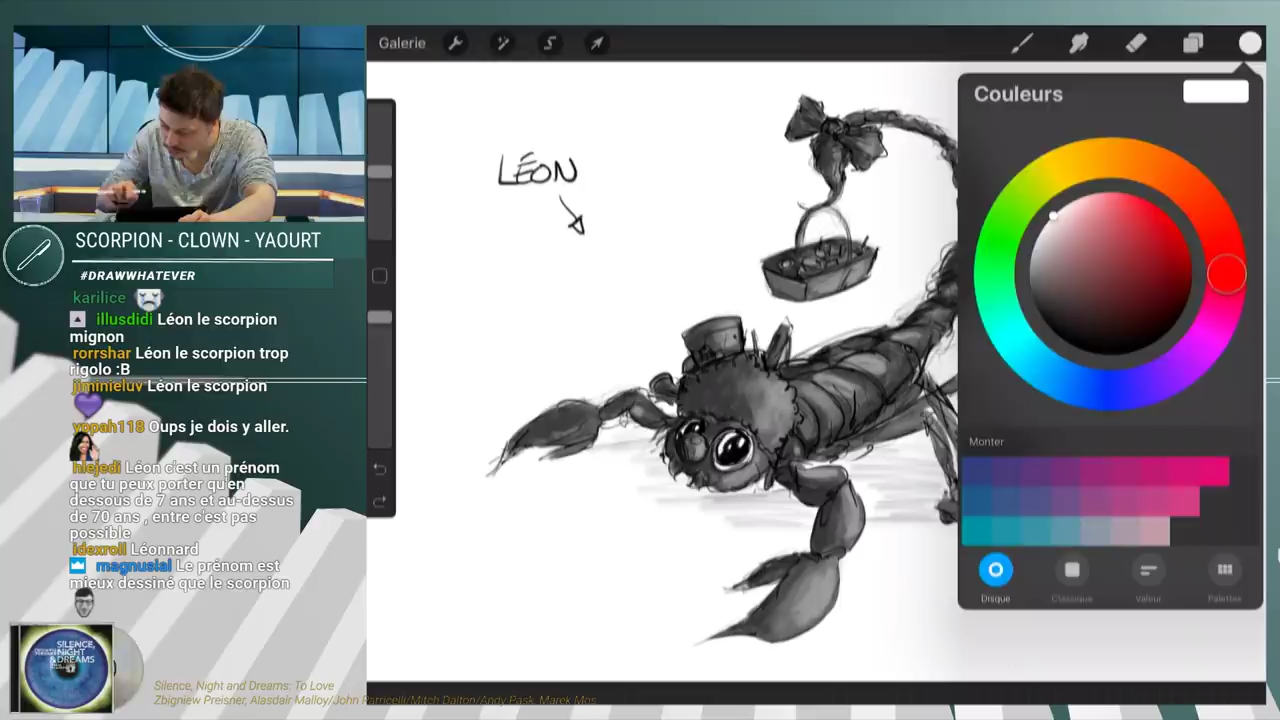 Galerie
Couleurs
LÉON
SCORPION - CLOWN - YAOURT
#DRAWWHATEVER
karilice
illusdidi Léon le scorpion
mignon
rorrshar Léon le scorpion trop
rigolo :B
jiminieluv Léon le scorpion
yopah118 Oups je dois y aller.
hlejedi Léon c'est un prénom
que tu peux porter qu'en
dessous de 7 ans et au-dessus
de 70 ans , entre c'est pas
possible
idexroll Léonnard
magnusial Le prénom est
mieux dessiné que le scorpion
Monter
Disque
Classique
Valeur
Palettes
SILENCE,
NIGHT
& DREAMS
Silence, Night and Dreams: To Love
Zbigniew Preisner, Alasdair Malloy/John Parricelli/Mitch Dalton/Andy Pask, Marek Mos